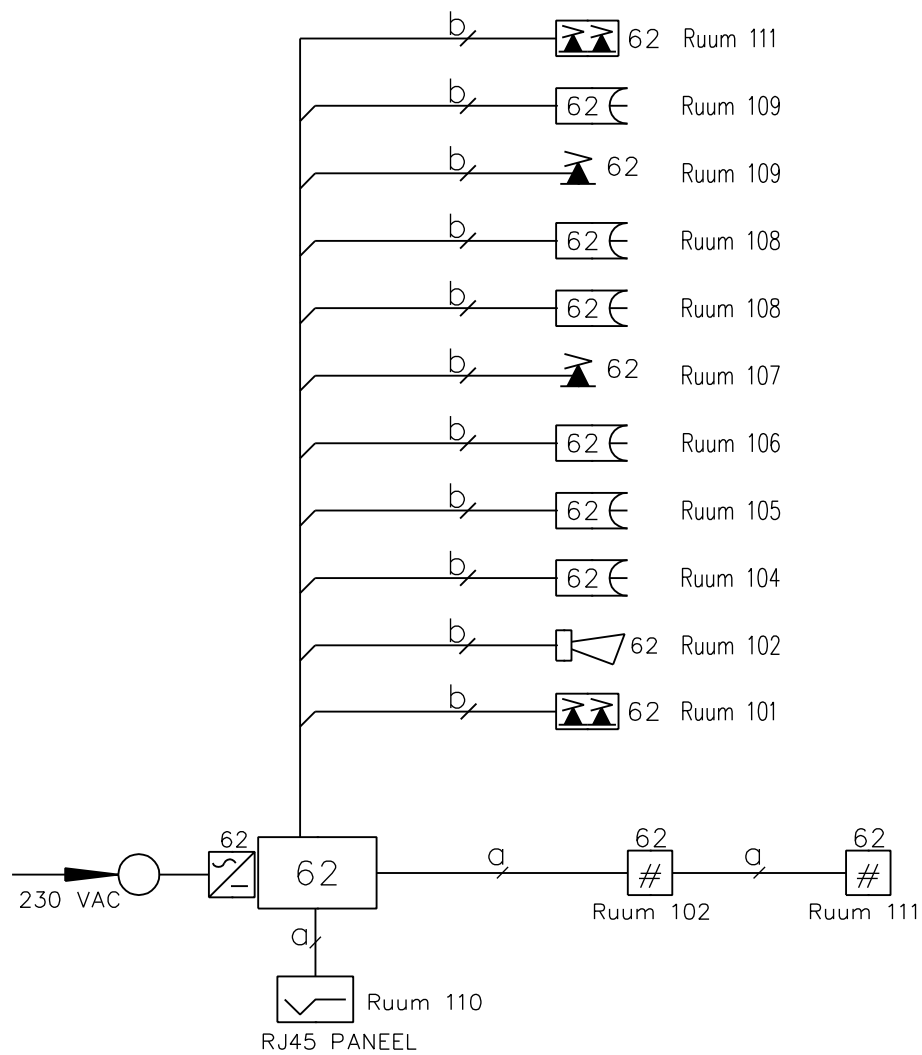 b 62 Ruum 111
b 62 Ruum 109
b 62 Ruum 109
b 62 Ruum 108
b 62 Ruum 108
b 62 Ruum 107
b 62 Ruum 106
b 62 Ruum 105
b 62 Ruum 104
b 62 Ruum 102
b 62 Ruum 101
62 62 62
62 a # a #
230 VAC Ruum 102 Ruum 111
a
Ruum 110
RJ45 PANEEL